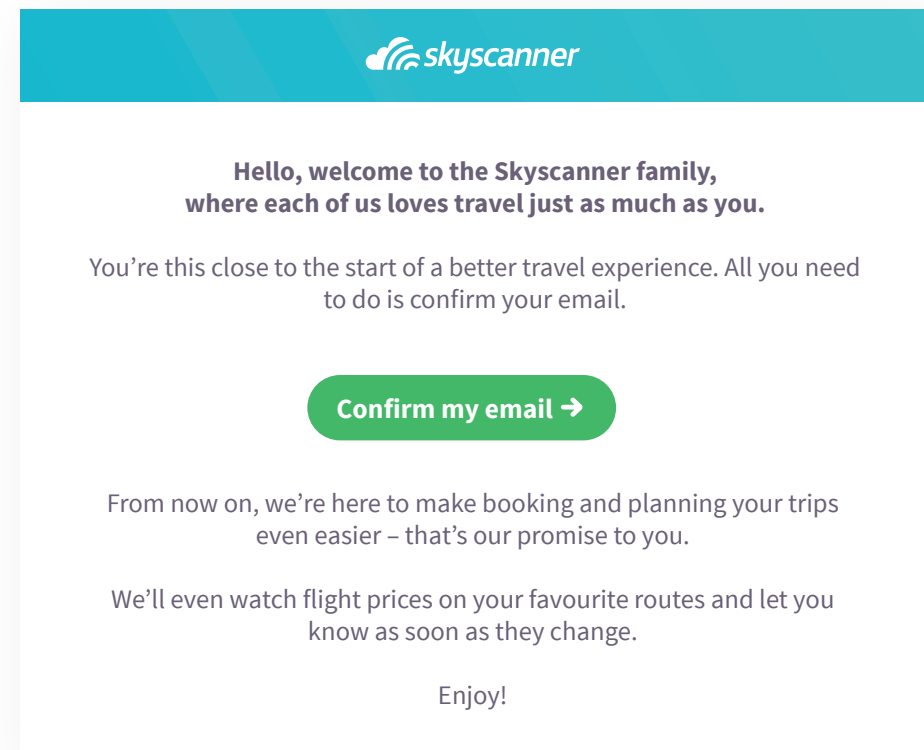 skyscanner
Hello, welcome to the Skyscanner family,
where each of us loves travel just as much as you.
You’re this close to the start of a better travel experience. All you need
to do is confirm your email.
Confirm my email →
From now on, we’re here to make booking and planning your trips
even easier – that’s our promise to you.
We’ll even watch flight prices on your favourite routes and let you
know as soon as they change.
Enjoy!